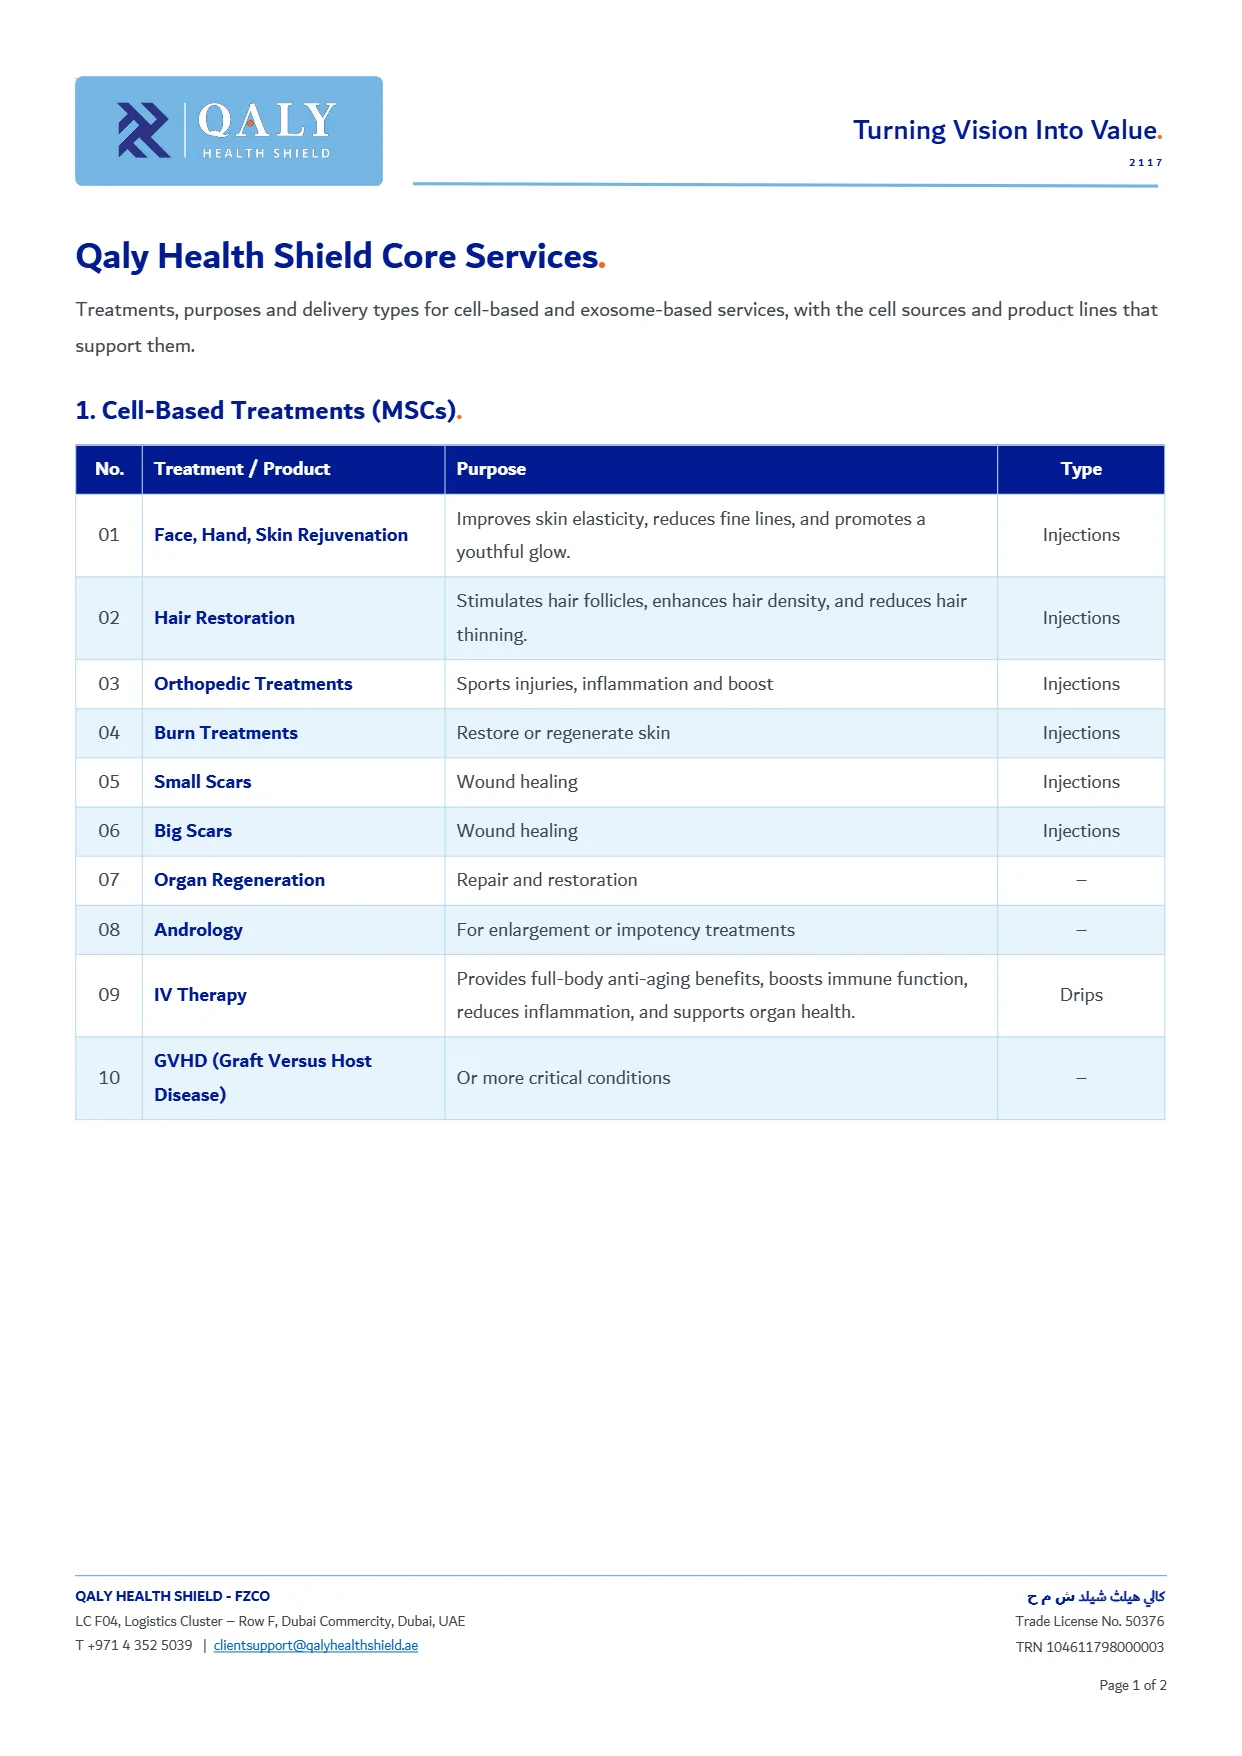 QALY
HEALTH SHIELD
Turning Vision Into Value.
2117
Qaly Health Shield Core Services.
Treatments, purposes and delivery types for cell-based and exosome-based services, with the cell sources and product lines that
support them.
1. Cell-Based Treatments (MSCs).
No. Treatment / Product Purpose Type
01 Face, Hand, Skin Rejuvenation Improves skin elasticity, reduces fine lines, and promotes a
youthful glow. Injections
02 Hair Restoration Stimulates hair follicles, enhances hair density, and reduces hair
thinning. Injections
03 Orthopedic Treatments Sports injuries, inflammation and boost Injections
04 Burn Treatments Restore or regenerate skin Injections
05 Small Scars Wound healing Injections
06 Big Scars Wound healing Injections
07 Organ Regeneration Repair and restoration –
08 Andrology For enlargement or impotency treatments –
09 IV Therapy Provides full-body anti-aging benefits, boosts immune function,
reduces inflammation, and supports organ health. Drips
10 GVHD (Graft Versus Host
Disease) Or more critical conditions –
QALY HEALTH SHIELD - FZCO
LC F04, Logistics Cluster – Row F, Dubai Commercity, Dubai, UAE
T +971 4 352 5039 | clientsupport@qalyhealthshield.ae
كالي هيلث شيلد ش م ح
Trade License No. 50376
TRN 104611798000003
Page 1 of 2